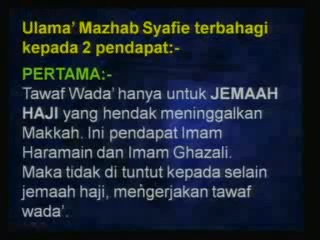 Ulama' Mazhab Syafie terbahagi
kepada 2 pendapat:-
PERTAMA:-
Tawaf Wada' hanya untuk JEMAAH
HAJI yang hendak meninggalkan
Makkah. Ini pendapat Imam
Haramain dan Imam Ghazali.
Maka tidak di tuntut kepada selain
jemaah haji, mengerjakan tawaf
wada'.